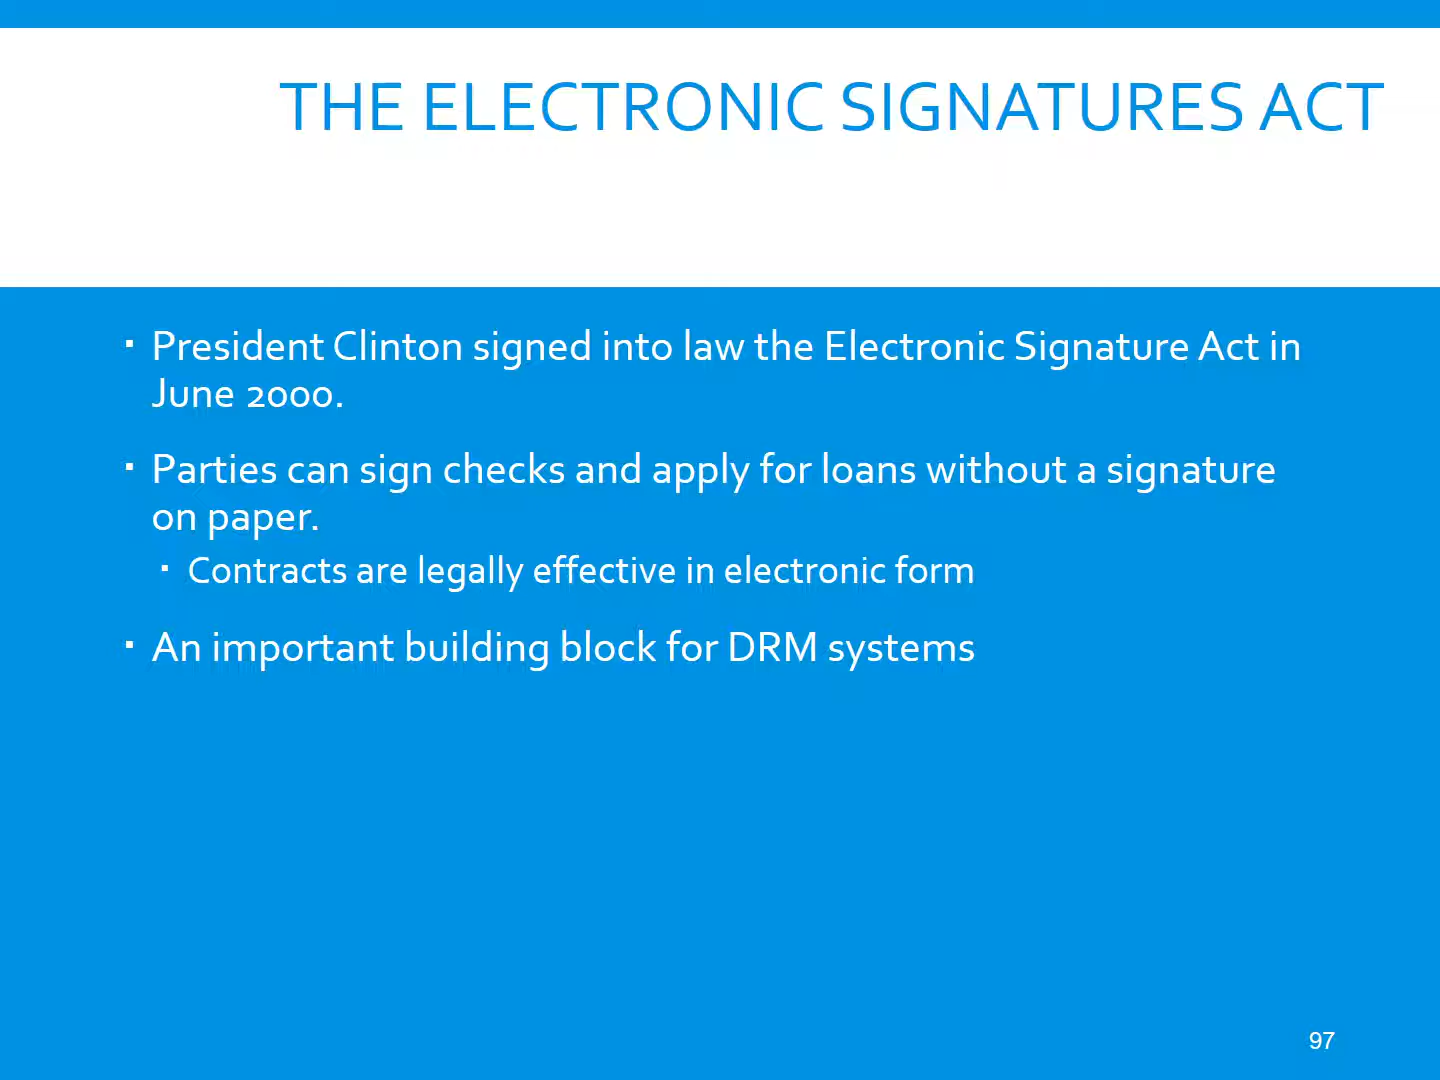 THE ELECTRONIC SIGNATURES ACT
▪ President Clinton signed into law the Electronic Signature Act in
June 2000.
▪ Parties can sign checks and apply for loans without a signature
on paper.
▪ Contracts are legally effective in electronic form
▪ An important building block for DRM systems
97